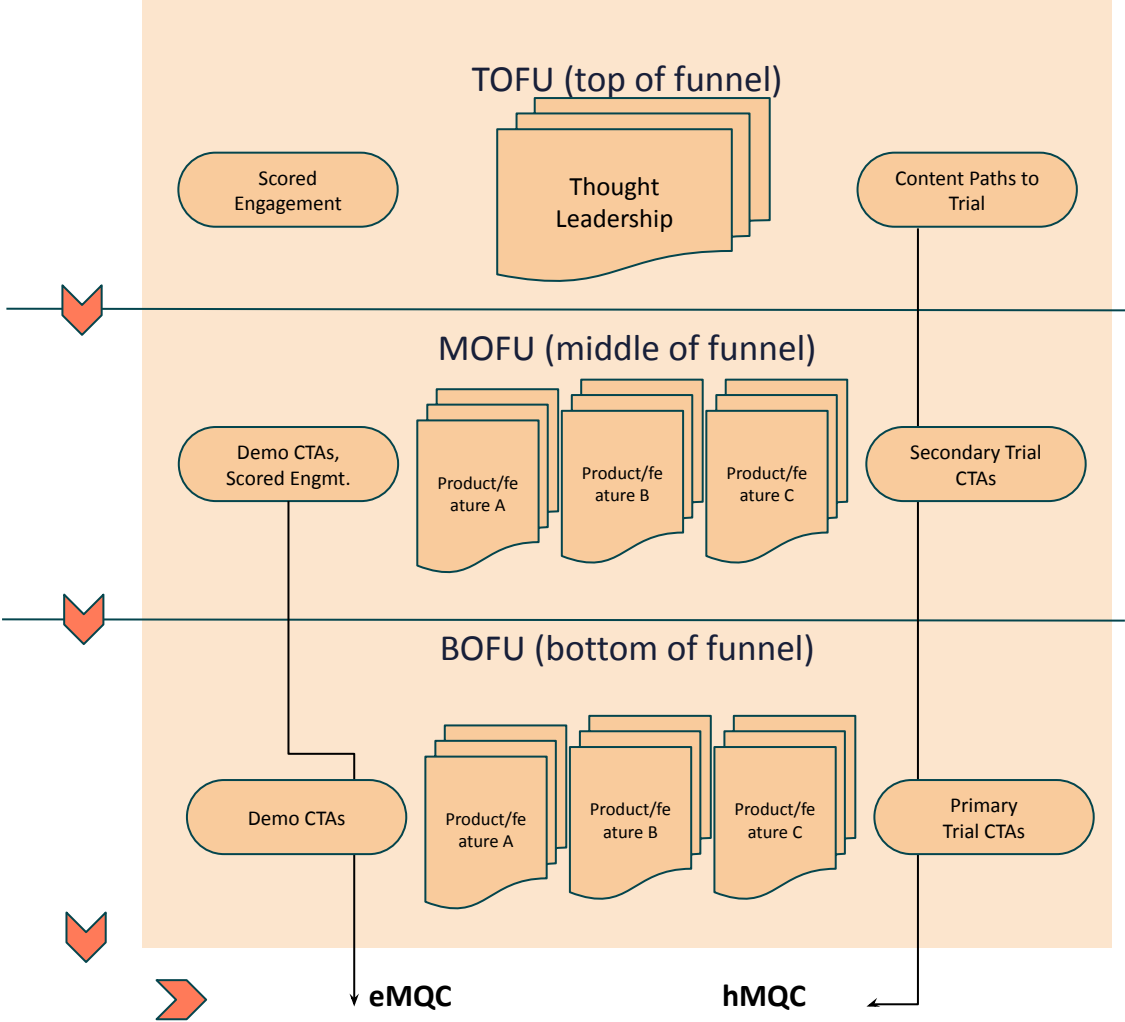 TOFU (top of funnel)
Scored
Engagement
Thought
Leadership
Content Paths to
Trial
MOFU (middle of funnel)
Demo CTAs,
Scored Engmt.
Product/fe
ature A
Product/fe
ature B
Product/fe
ature C
Secondary Trial
CTAs
BOFU (bottom of funnel)
Demo CTAs
Product/fe
ature A
Product/fe
ature B
Product/fe
ature C
Primary
Trial CTAs
eMQC
hMQC